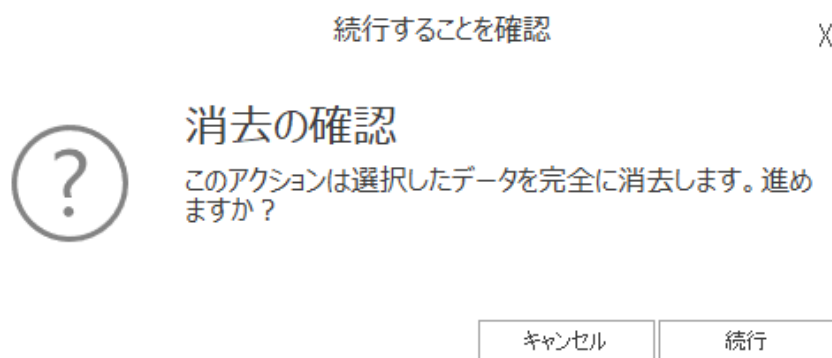 続行することを確認
X
消去の確認
このアクションは選択したデータを完全に消去します。進め
ますか？
?
キャンセル
続行